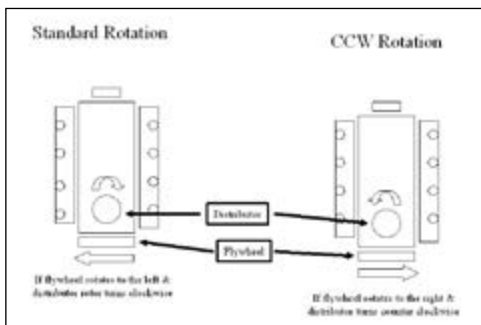 Standard Rotation
CCW Rotation
Distributor
Flywheel
If flywheel rotates to the left &
distributor rotor turns clockwise
If flywheel rotates to the right &
distributor turns counter clockwise